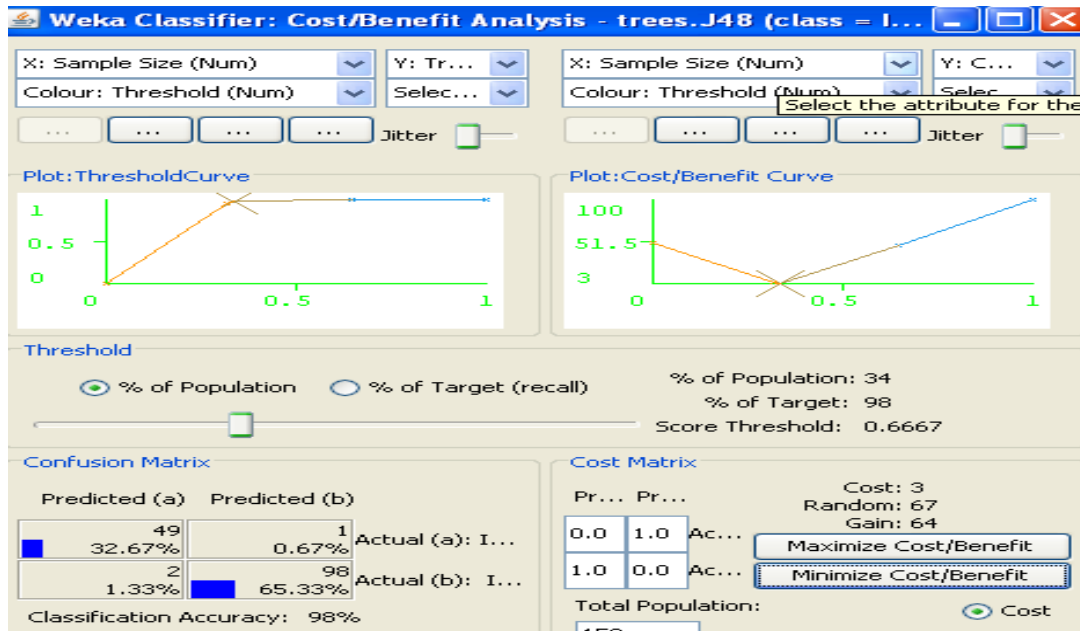 Weka Classifier: Cost/Benefit Analysis - trees.J48 (class = I...
X: Sample Size (Num)
Y: Tr...
X: Sample Size (Num)
Y: C...
Colour: Threshold (Num)
Selec...
Colour: Threshold (Num)
Selec
Select the attribute for the
...
...
...
...
Jitter
...
...
...
...
Jitter
Plot:ThresholdCurve
1
0.5
0
0
0.5
1
Plot:Cost/Benefit Curve
100
51.5
3
0
0.5
1
Threshold
% of Population
% of Target (recall)
% of Population: 34
% of Target: 98
Score Threshold: 0.6667
Confusion Matrix
Predicted (a) Predicted (b)
49
32.67%
1
0.67%
Actual (a): I...
2
1.33%
98
65.33%
Actual (b): I...
Classification Accuracy: 98%
Cost Matrix
Pr... Pr...
0.0 1.0 Ac...
1.0 0.0 Ac...
Cost: 3
Random: 67
Gain: 64
Maximize Cost/Benefit
Minimize Cost/Benefit
Total Population:
Cost